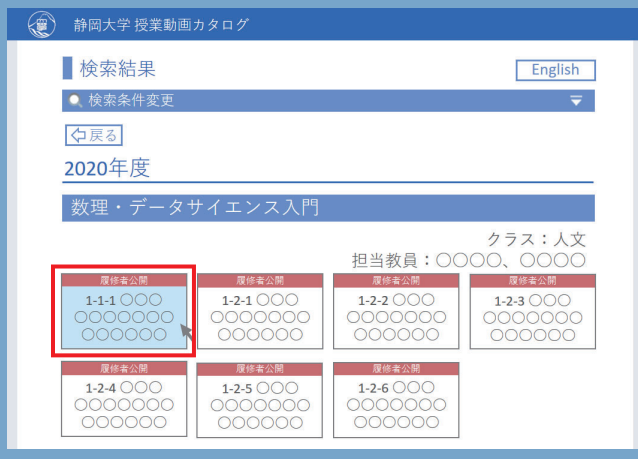 静岡大学 授業動画カタログ
検索結果
English
検索条件変更
戻る
2020年度
数理・データサイエンス入門
クラス：人文
担当教員：〇〇〇〇、〇〇〇〇
履修者公開 履修者公開 履修者公開 履修者公開
1-1-1 〇〇〇 1-2-1 〇〇〇 1-2-2 〇〇〇 1-2-3 〇〇〇
〇〇〇〇〇〇〇 〇〇〇〇〇〇〇 〇〇〇〇〇〇〇 〇〇〇〇〇〇〇
〇〇〇〇〇〇 〇〇〇〇〇〇 〇〇〇〇〇〇 〇〇〇〇〇〇
履修者公開 履修者公開 履修者公開
1-2-4 〇〇〇 1-2-5 〇〇〇 1-2-6 〇〇〇
〇〇〇〇〇〇〇 〇〇〇〇〇〇〇 〇〇〇〇〇〇〇
〇〇〇〇〇〇 〇〇〇〇〇〇 〇〇〇〇〇〇